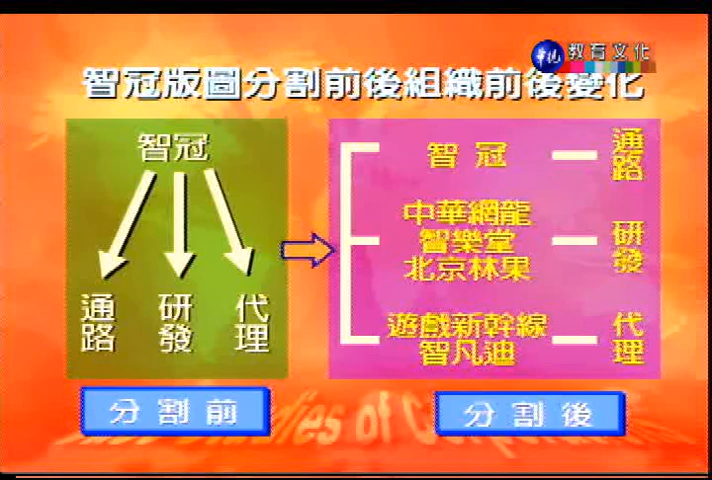 華視 教育文化
智冠版圖分割前後組織前後變化
智冠
通路
研發
代理
智冠
通路
中華網龍
智樂堂
北京林果
研發
遊戲新幹線
智凡迪
代理
分割前
分割後